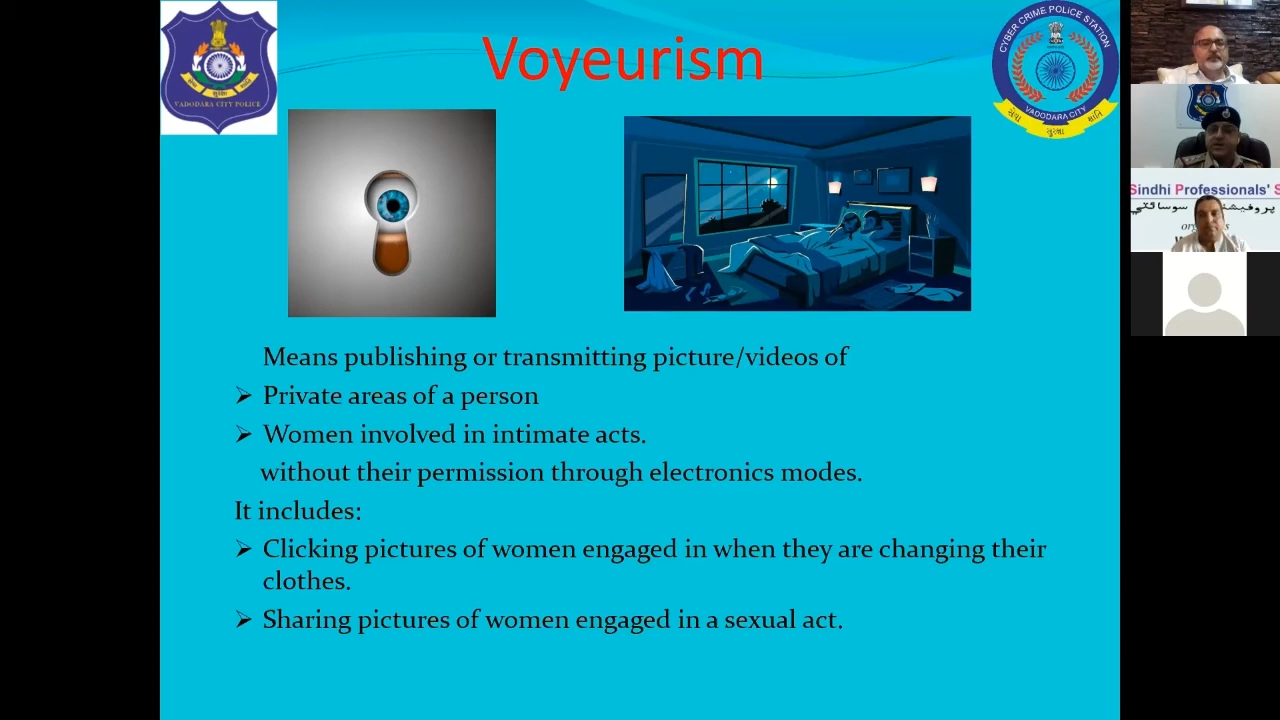 Voyeurism
VADODARA CITY POLICE
CYBER CRIME POLICE STATION
VADODARA CITY
સેવા સુરક્ષા શાંતિ
Means publishing or transmitting picture/videos of
➢ Private areas of a person
➢ Women involved in intimate acts.
without their permission through electronics modes.
It includes:
➢ Clicking pictures of women engaged in when they are changing their
clothes.
➢ Sharing pictures of women engaged in a sexual act.
Sindhi Professionals' S